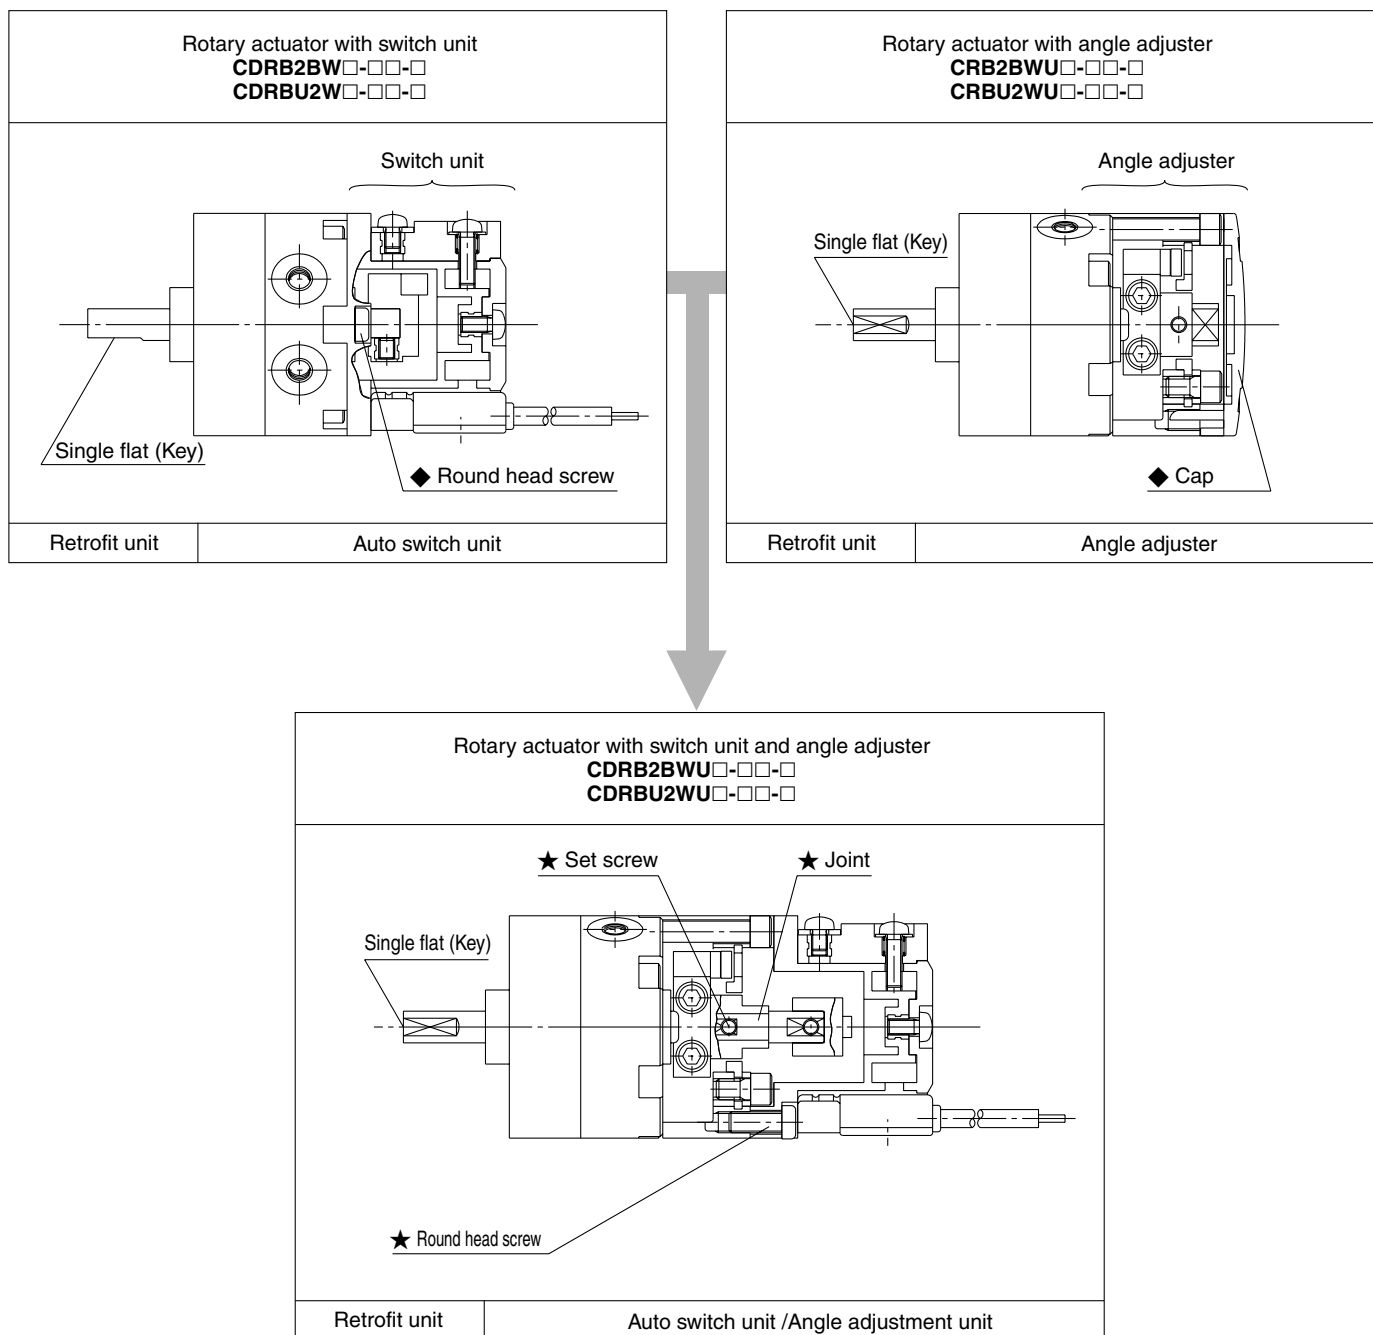 Rotary actuator with switch unit
CDRB2BW□-□□-□
CDRBU2W□-□□-□
Switch unit
Single flat (Key)
◆ Round head screw
Retrofit unit
Auto switch unit
Rotary actuator with angle adjuster
CRB2BWU□-□□-□
CRBU2WU□-□□-□
Angle adjuster
Single flat (Key)
◆ Cap
Retrofit unit
Angle adjuster
Rotary actuator with switch unit and angle adjuster
CDRB2BWU□-□□-□
CDRBU2WU□-□□-□
★ Set screw
★ Joint
Single flat (Key)
★ Round head screw
Retrofit unit
Auto switch unit /Angle adjustment unit